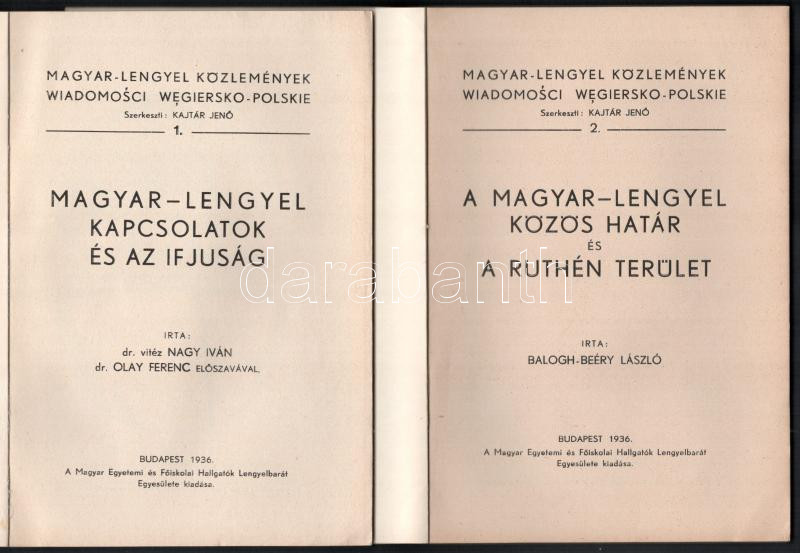 MAGYAR-LENGYEL KÖZLEMÉNYEK
WIADOMOŚCI WĘGIERSKO-POLSKIE
Szerkeszti: KAJTÁR JENŐ
1.
MAGYAR–LENGYEL
KAPCSOLATOK
ÉS AZ IFJUSÁG
IRTA:
dr. vitéz NAGY IVÁN
dr. OLAY FERENC ELŐSZAVÁVAL.
BUDAPEST 1936.
A Magyar Egyetemi és Főiskolai Hallgatók Lengyelbarát
Egyesülete kiadása.
MAGYAR-LENGYEL KÖZLEMÉNYEK
WIADOMOŚCI WĘGIERSKO-POLSKIE
Szerkeszti: KAJTÁR JENŐ
2.
A MAGYAR–LENGYEL
KÖZÖS HATÁR
ÉS
A RUTHÉN TERÜLET
IRTA:
BALOGH-BEÉRY LÁSZLÓ
BUDAPEST 1936.
A Magyar Egyetemi és Főiskolai Hallgatók Lengyelbarát
Egyesülete kiadása.
darabanth